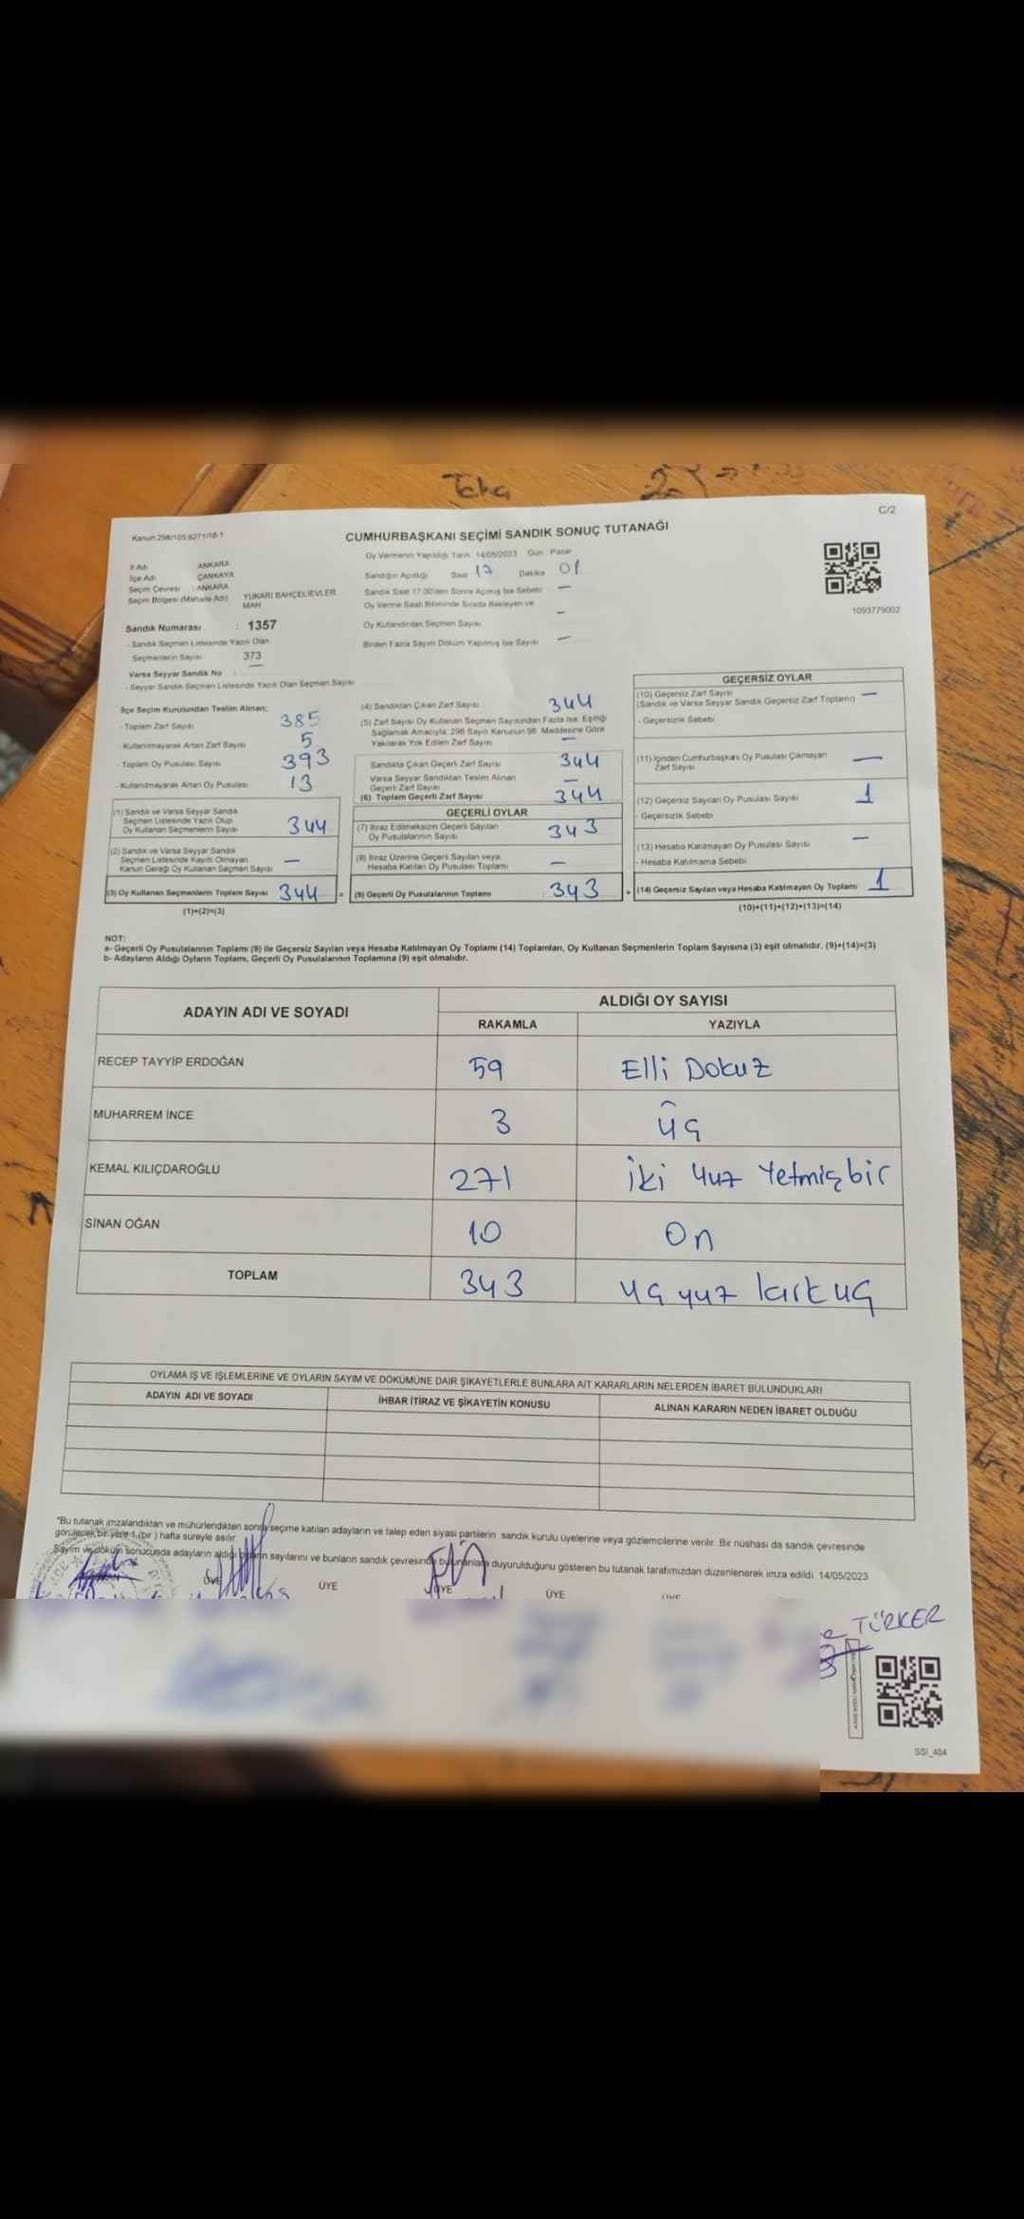 C/2
CUMHURBAŞKANI SEÇİMİ SANDIK SONUÇ TUTANAĞI
Oy Vermenin Yapıldığı Tarih: 14/05/2023 Gün: Pazar
İl Adı : ANKARA
İlçe Adı : ÇANKAYA
Seçim Çevresi : ANKARA
Seçim Bölgesi (Mahalle Adı) YUKARI BAHÇELİEVLER MAH
Sandığın Açıldığı Saat 17 Dakika 01
Sandık Saat 17.00'den Sonra Açılmış İse Sebebi —
Oy Verme Saati Bitiminde Sırada Bekleyen ve
Oy Kullandırılan Seçmen Sayısı —
Birden Fazla Sayım Döküm Yapılmış İse Sayısı —
1093779002
Sandık Numarası : 1357
- Sandık Seçmen Listesinde Yazılı Olan
Seçmenlerin Sayısı 373
Varsa Seyyar Sandık No —
- Seyyar Sandık Seçmen Listesinde Yazılı Olan Seçmen Sayısı
İlçe Seçim Kurulundan Teslim Alınan;
- Toplam Zarf Sayısı 385
- Kullanılmayarak Artan Zarf Sayısı 5
- Toplam Oy Pusulası Sayısı 393
- Kullanılmayarak Artan Oy Pusulası 13
(1) Sandık ve Varsa Seyyar Sandık
Seçmen Listesinde Yazılı Olup
Oy Kullanan Seçmenlerin Sayısı 344
(2) Sandık ve Varsa Seyyar Sandık
Seçmen Listesinde Kayıtlı Olmayan
Kanun Gereği Oy Kullanan Seçmen Sayısı —
(3) Oy Kullanan Seçmenlerin Toplam Sayısı 344 =
(1)+(2)=(3)
(4) Sandıktan Çıkan Zarf Sayısı 344
(5) Zarf Sayısı Oy Kullanan Seçmen Sayısından Fazla İse, Eşitliği
Sağlamak Amacıyla, 298 Sayılı Kanunun 98. Maddesine Göre
Yakılarak Yok Edilen Zarf Sayısı —
Sandıkta Çıkan Geçerli Zarf Sayısı 344
Varsa Seyyar Sandıktan Teslim Alınan
Geçerli Zarf Sayısı —
(6) Toplam Geçerli Zarf Sayısı 344
GEÇERLİ OYLAR
(7) İtiraz Edilmeksizin Geçerli Sayılan
Oy Pusulalarının Sayısı 343
(8) İtiraz Üzerine Geçerli Sayılan veya
Hesaba Katılan Oy Pusulası Toplamı —
(9) Geçerli Oy Pusulalarının Toplamı 343 +
GEÇERSİZ OYLAR
(10) Geçersiz Zarf Sayısı —
(Sandık ve Varsa Seyyar Sandık Geçersiz Zarf Toplamı)
- Geçersizlik Sebebi
(11) İçinden Cumhurbaşkanı Oy Pusulası Çıkmayan
Zarf Sayısı —
(12) Geçersiz Sayılan Oy Pusulası Sayısı 1
- Geçersizlik Sebebi
(13) Hesaba Katılmayan Oy Pusulası Sayısı —
- Hesaba Katılmama Sebebi
(14) Geçersiz Sayılan veya Hesaba Katılmayan Oy Toplamı 1
(10)+(11)+(12)+(13)=(14)
NOT:
a- Geçerli Oy Pusulalarının Toplamı (9) ile Geçersiz Sayılan veya Hesaba Katılmayan Oy Toplamı (14) Toplamları, Oy Kullanan Seçmenlerin Toplam Sayısına (3) eşit olmalıdır. (9)+(14)=(3)
b- Adayların Aldığı Oyların Toplamı, Geçerli Oy Pusulalarının Toplamına (9) eşit olmalıdır.
ADAYIN ADI VE SOYADI
ALDIĞI OY SAYISI
RAKAMLA YAZIYLA
RECEP TAYYİP ERDOĞAN 59 Elli Dokuz
MUHARREM İNCE 3 üç
KEMAL KILIÇDAROĞLU 271 iki yuz Yetmiş bir
SİNAN OĞAN 10 On
TOPLAM 343 uç yuz kırk uç
OYLAMA İŞ VE İŞLEMLERİNE VE OYLARIN SAYIM VE DÖKÜMÜNE DAİR ŞİKAYETLERLE BUNLARA AİT KARARLARIN NELERDEN İBARET BULUNDUKLARI
ADAYIN ADI VE SOYADI İHBAR İTİRAZ VE ŞİKAYETİN KONUSU ALINAN KARARIN NEDEN İBARET OLDUĞU
*Bu tutanak imzalandıktan ve mühürlendikten sonra seçime katılan adayların ve talep eden siyasi partilerin sandık kurulu üyelerine veya gözlemcilerine verilir. Bir nüshası da sandık çevresinde
görülecek bir yere 1 (bir) hafta süreyle asılır.
Sayım ve döküm sonucunda adayların aldığı oyların sayılarını ve bunların sandık çevresinde bulunanlara duyurulduğunu gösteren bu tutanak tarafımızdan düzenlenerek imza edildi. 14/05/2023
ÜYE ÜYE ÜYE
TÜRKER
SSI_404